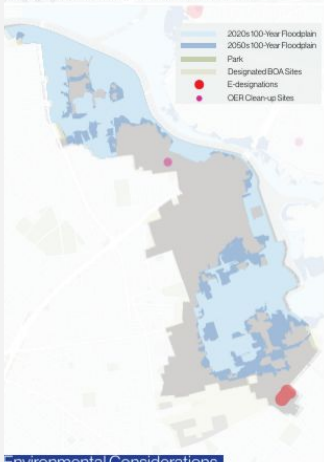 2020s 100-Year Floodplain
2050s 100-Year Floodplain
Park
Designated BOA Sites
E-designations
OER Clean-up Sites
Environmental Considerations